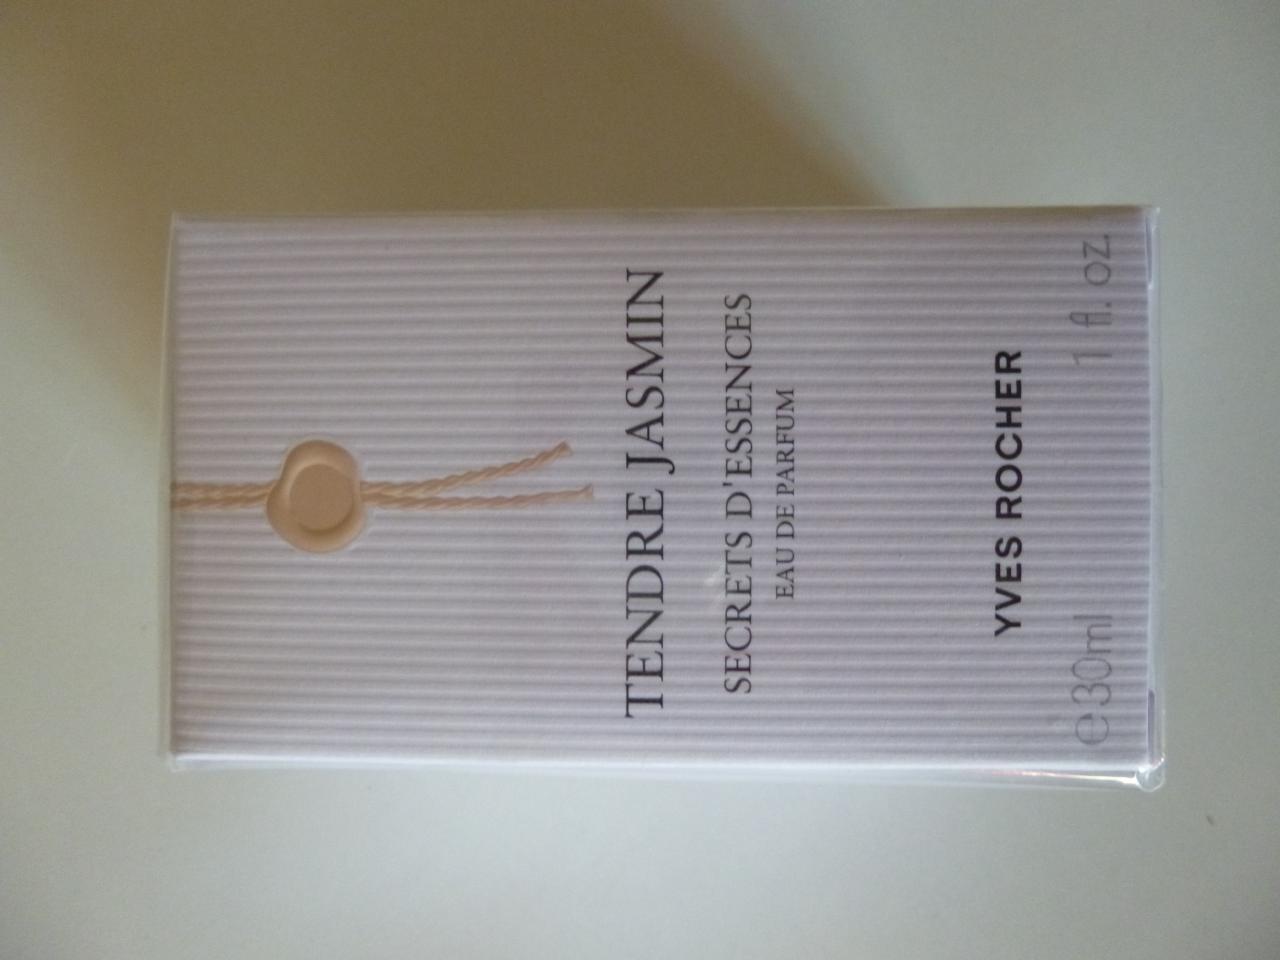 TENDRE JASMIN
SECRETS D'ESSENCES
EAU DE PARFUM
YVES ROCHER
℮30ml 1 fl. oz.